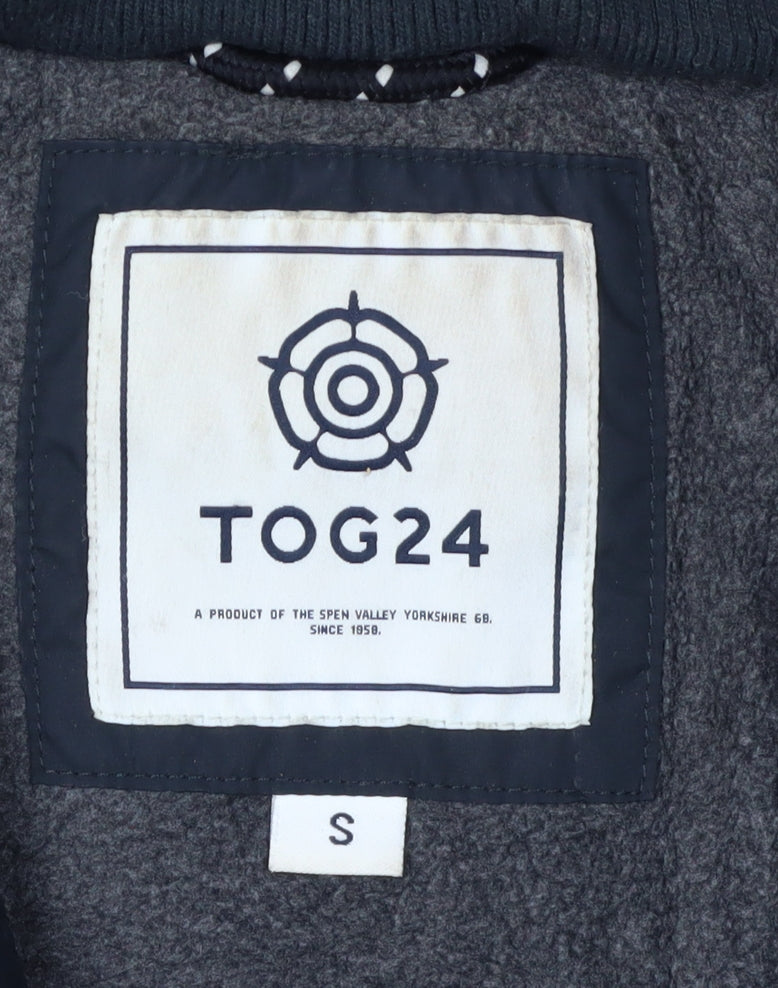 TOG24
A PRODUCT OF THE SPEN VALLEY YORKSHIRE GB.
SINCE 1958.
S